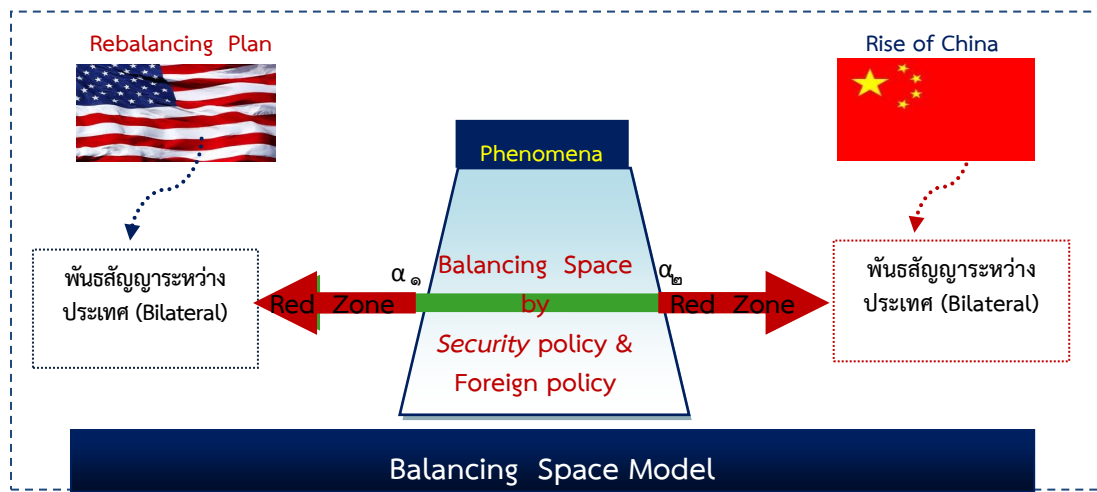 Rebalancing Plan
Rise of China
Phenomena
พันธสัญญาระหว่าง
ประเทศ (Bilateral)
α ๑
Balancing Space
α๒
พันธสัญญาระหว่าง
ประเทศ (Bilateral)
Red Zone
by
Red Zone
Security policy &
Foreign policy
Balancing Space Model